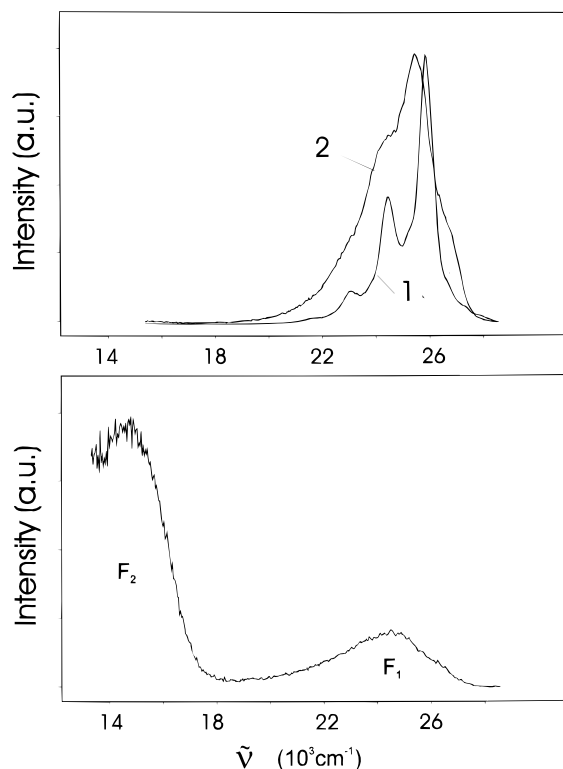 Intensity (a.u.)
2
1
14 18 22 26
Intensity (a.u.)
F₂
F₁
14 18 22 26
ṽ (10³cm⁻¹)